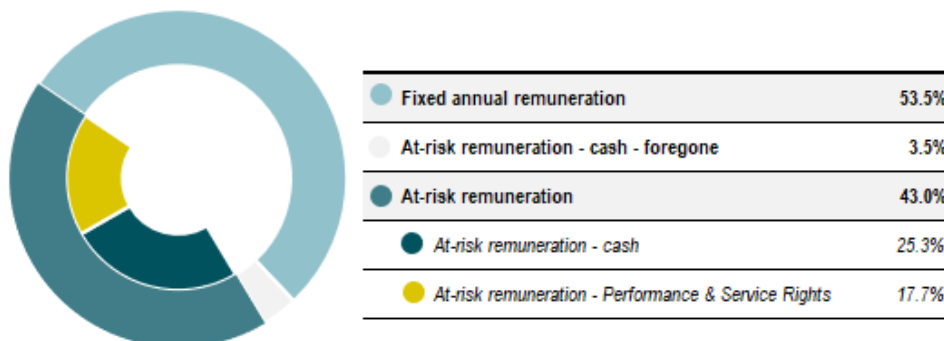 Fixed annual remuneration 53.5%
At-risk remuneration - cash - foregone 3.5%
At-risk remuneration 43.0%
At-risk remuneration - cash 25.3%
At-risk remuneration - Performance & Service Rights 17.7%